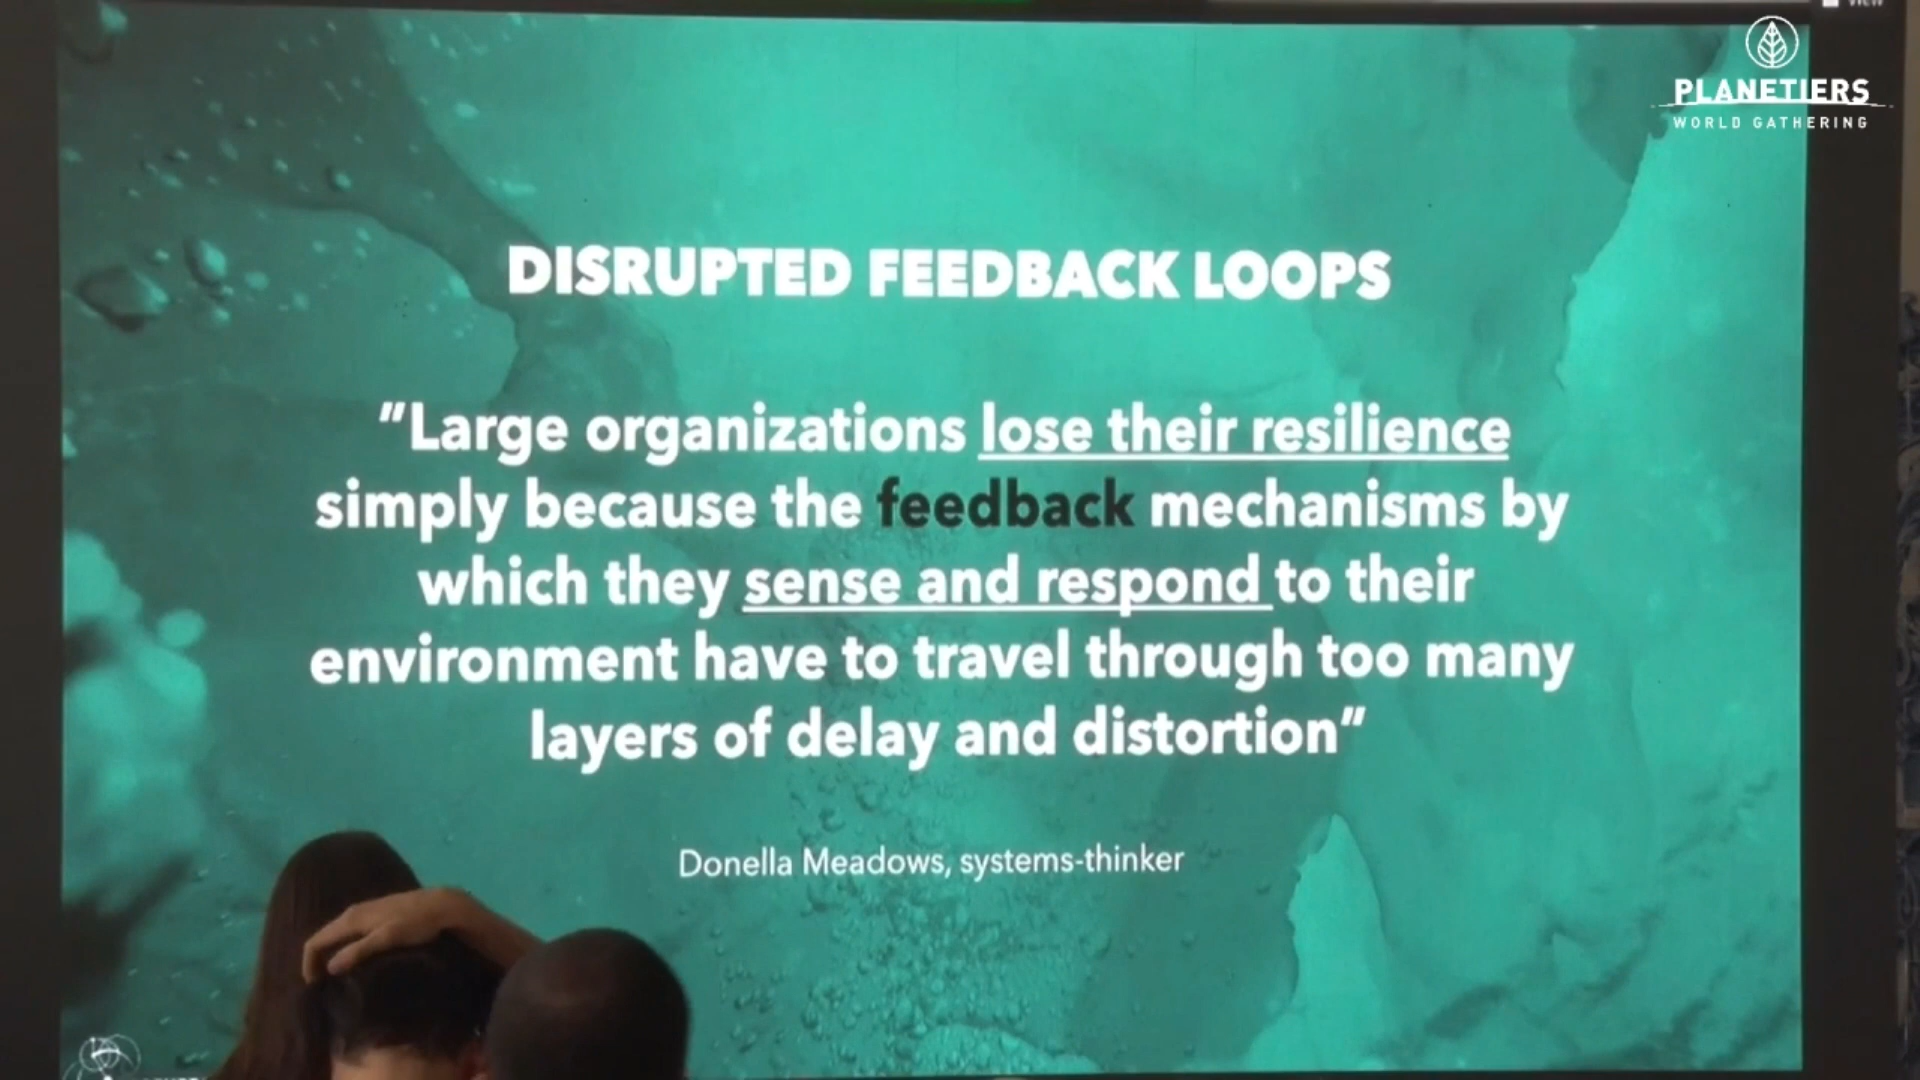 PLANETIERS
WORLD GATHERING
DISRUPTED FEEDBACK LOOPS
"Large organizations lose their resilience
simply because the feedback mechanisms by
which they sense and respond to their
environment have to travel through too many
layers of delay and distortion"
Donella Meadows, systems-thinker